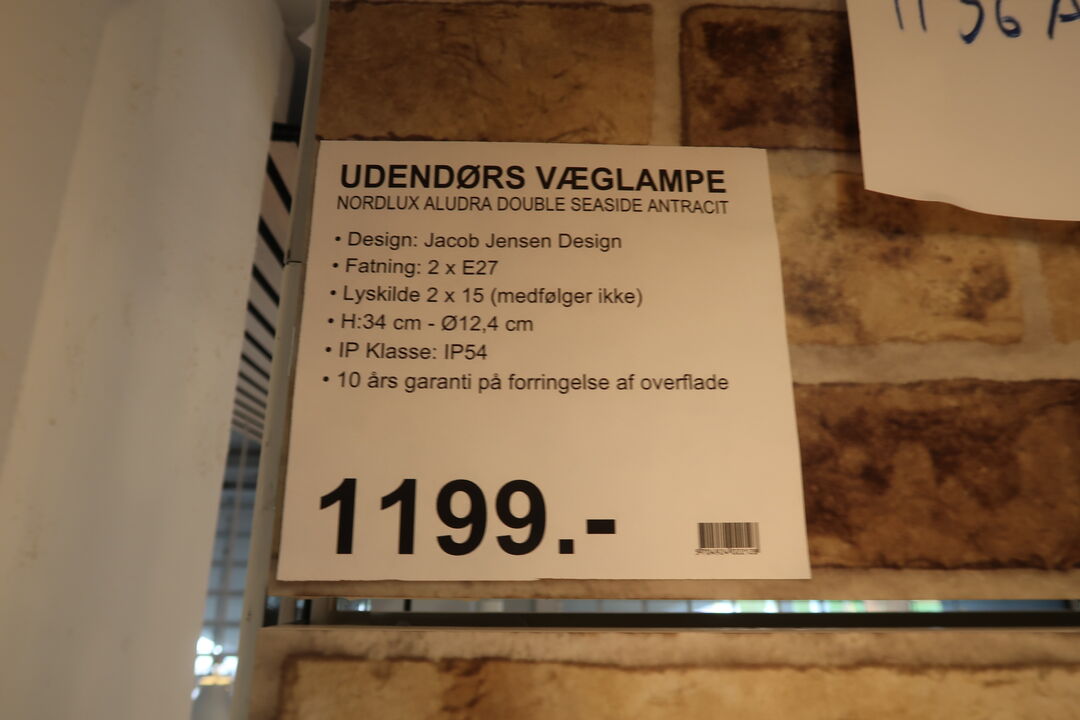 UDENDØRS VÆGLAMPE
NORDLUX ALUDRA DOUBLE SEASIDE ANTRACIT
• Design: Jacob Jensen Design
• Fatning: 2 x E27
• Lyskilde 2 x 15 (medfølger ikke)
• H:34 cm - Ø12,4 cm
• IP Klasse: IP54
• 10 års garanti på forringelse af overflade
1199.-